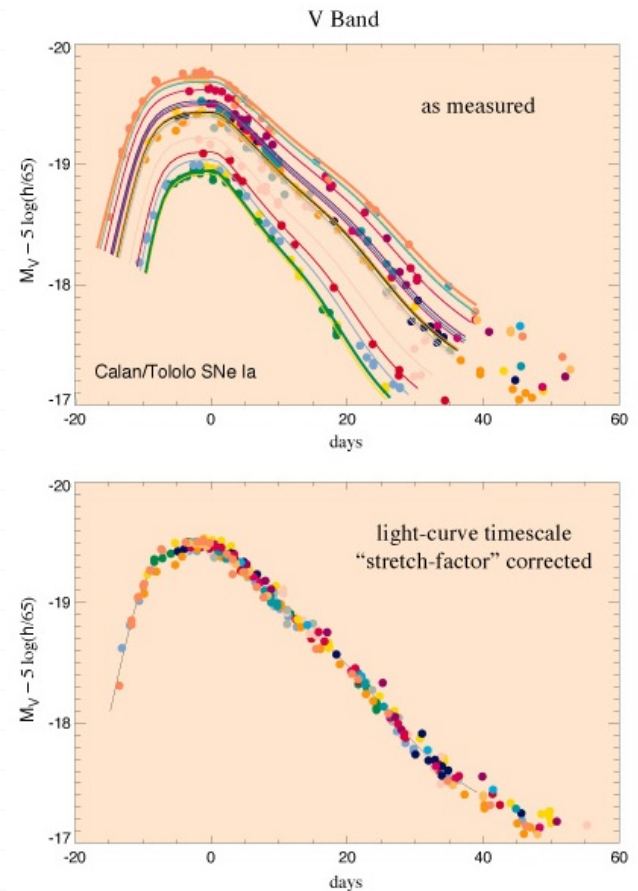 V Band
-20
-19
-18
-17
M_V – 5 log(h/65)
as measured
Calan/Tololo SNe Ia
-20 0 20 40 60
days
-20
-19
-18
-17
M_V – 5 log(h/65)
light-curve timescale
“stretch-factor” corrected
-20 0 20 40 60
days